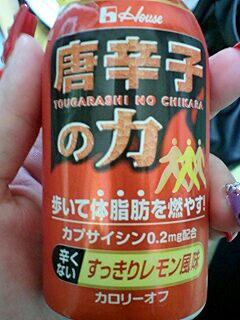 House
唐辛子
TOUGARASHI NO CHIKARA
の力
歩いて体脂肪を燃やす!
カプサイシン0.2mg配合
辛くない
すっきりレモン風味
カロリーオフ